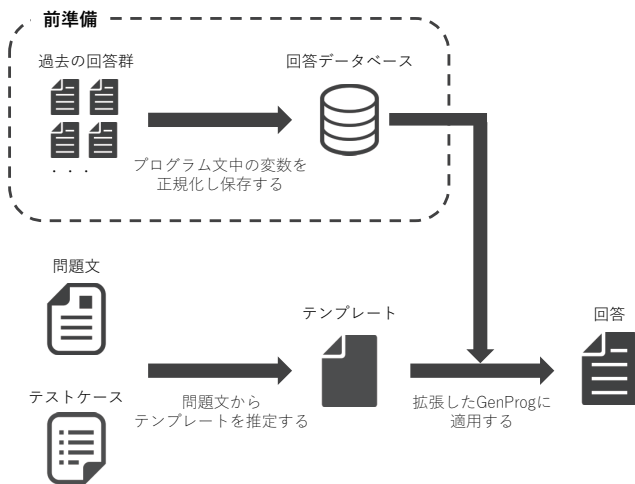 前準備
過去の回答群
回答データベース
・・・
プログラム文中の変数を
正規化し保存する
問題文
テストケース
問題文から
テンプレートを推定する
テンプレート
拡張したGenProgに
適用する
回答